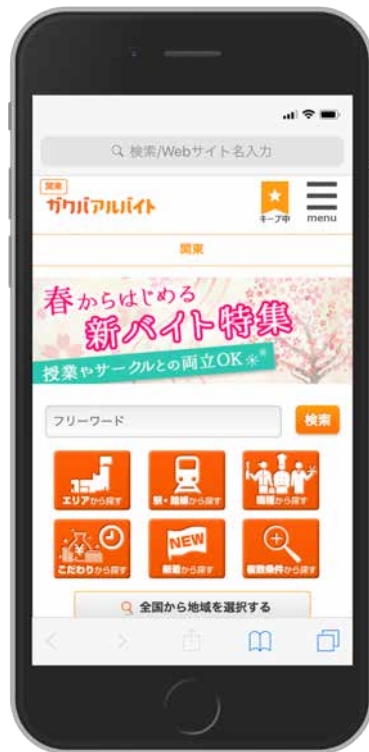 検索/Webサイト名入力
関東
ガクバアルバイト
キープ中
menu
関東
春からはじめる
新バイト特集
授業やサークルとの両立OK※
フリーワード
検索
エリアから探す
駅・路線から探す
職種から探す
こだわりから探す
NEW
新着から探す
複数条件から探す
全国から地域を選択する